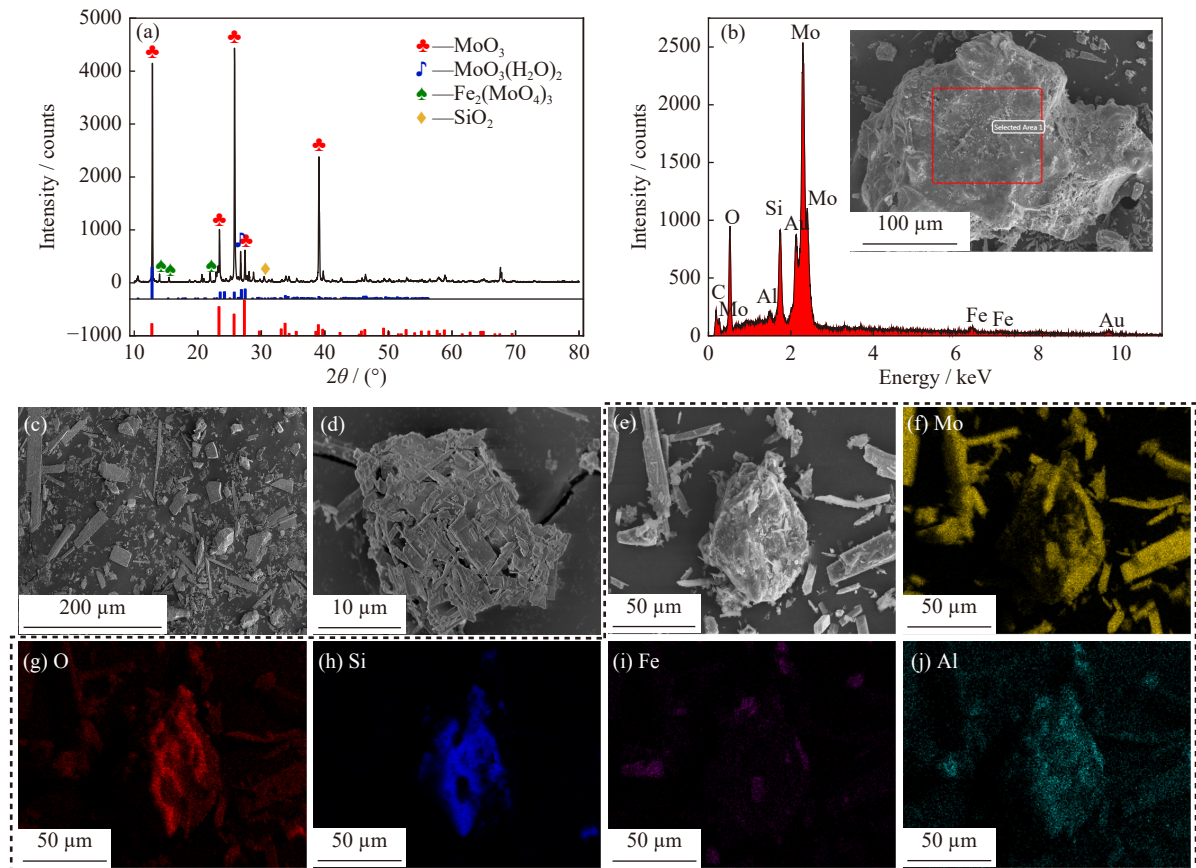 (a)
5000
4000
3000
2000
1000
0
−1000
Intensity / counts
10 20 30 40 50 60 70 80
2θ / (°)
♣—MoO₃
—MoO₃(H₂O)₂
♠—Fe₂(MoO₄)₃
♦—SiO₂
(b)
2500
2000
1500
1000
500
0
Intensity / counts
0 2 4 6 8 10
Energy / keV
Mo
Mo
O
Si
Au
C
Mo
Al
Fe
Fe
Au
Selected Area 1
100 μm
(c)
200 μm
(d)
10 μm
(e)
50 μm
(f) Mo
50 μm
(g) O
50 μm
(h) Si
50 μm
(i) Fe
50 μm
(j) Al
50 μm